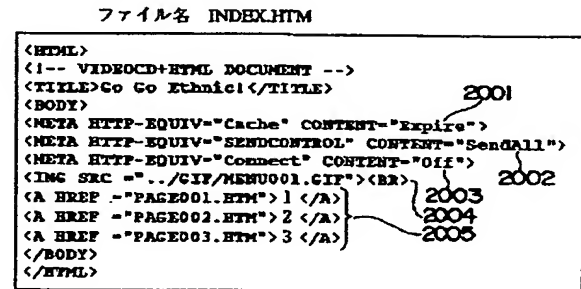 ファイル名 INDEX.HTM
<HTML>
<!-- VIDEOCD+HTML DOCUMENT -->
<TITLE>Go Go Ethnic!</TITLE>
2001
<BODY>
<META HTTP-EQUIV="Cache" CONTENT="Expire">
<META HTTP-EQUIV="SENDCONTROL" CONTENT="SendAll">
<META HTTP-EQUIV="Connect" CONTENT="Off">
2002
<IMG SRC ="../GIF/MENU001.GIF"><BR>
2003
<A HREF ="PAGE001.HTM">1</A>
2004
<A HREF ="PAGE002.HTM">2</A>
2005
<A HREF ="PAGE003.HTM">3</A>
</BODY>
</HTML>